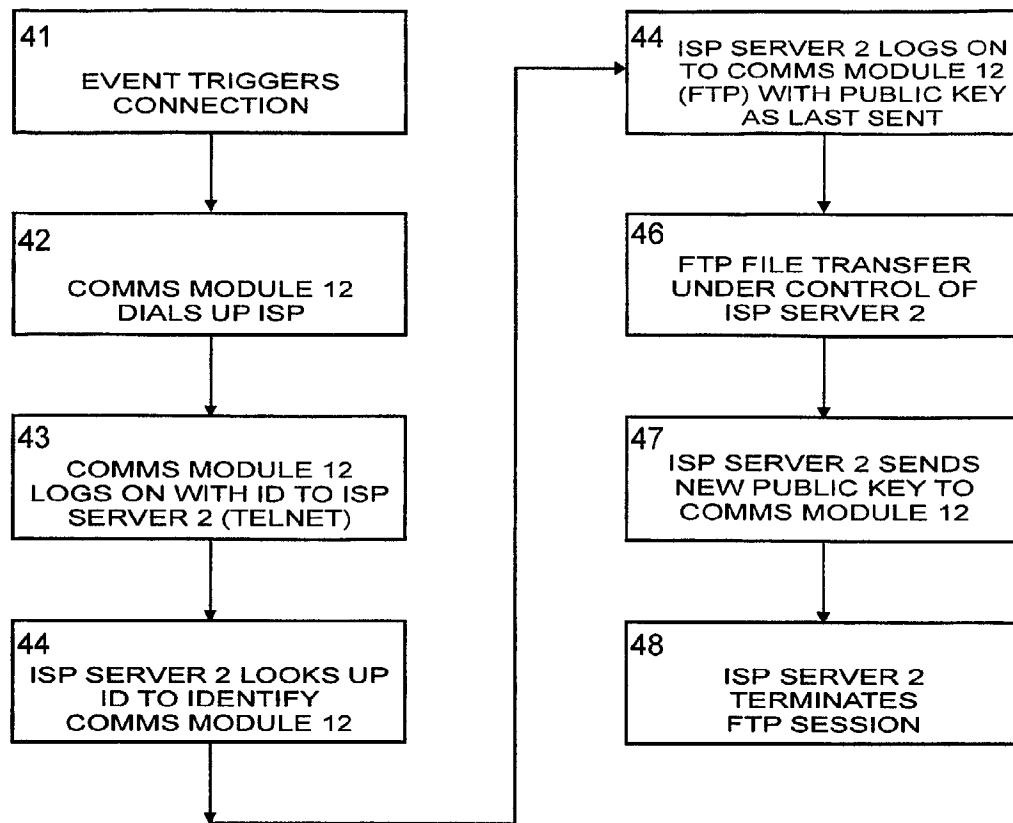 41
EVENT TRIGGERS
CONNECTION
42
COMMS MODULE 12
DIALS UP ISP
43
COMMS MODULE 12
LOGS ON WITH ID TO ISP
SERVER 2 (TELNET)
44
ISP SERVER 2 LOOKS UP
ID TO IDENTIFY
COMMS MODULE 12
44
ISP SERVER 2 LOGS ON
TO COMMS MODULE 12
(FTP) WITH PUBLIC KEY
AS LAST SENT
46
FTP FILE TRANSFER
UNDER CONTROL OF
ISP SERVER 2
47
ISP SERVER 2 SENDS
NEW PUBLIC KEY TO
COMMS MODULE 12
48
ISP SERVER 2
TERMINATES
FTP SESSION